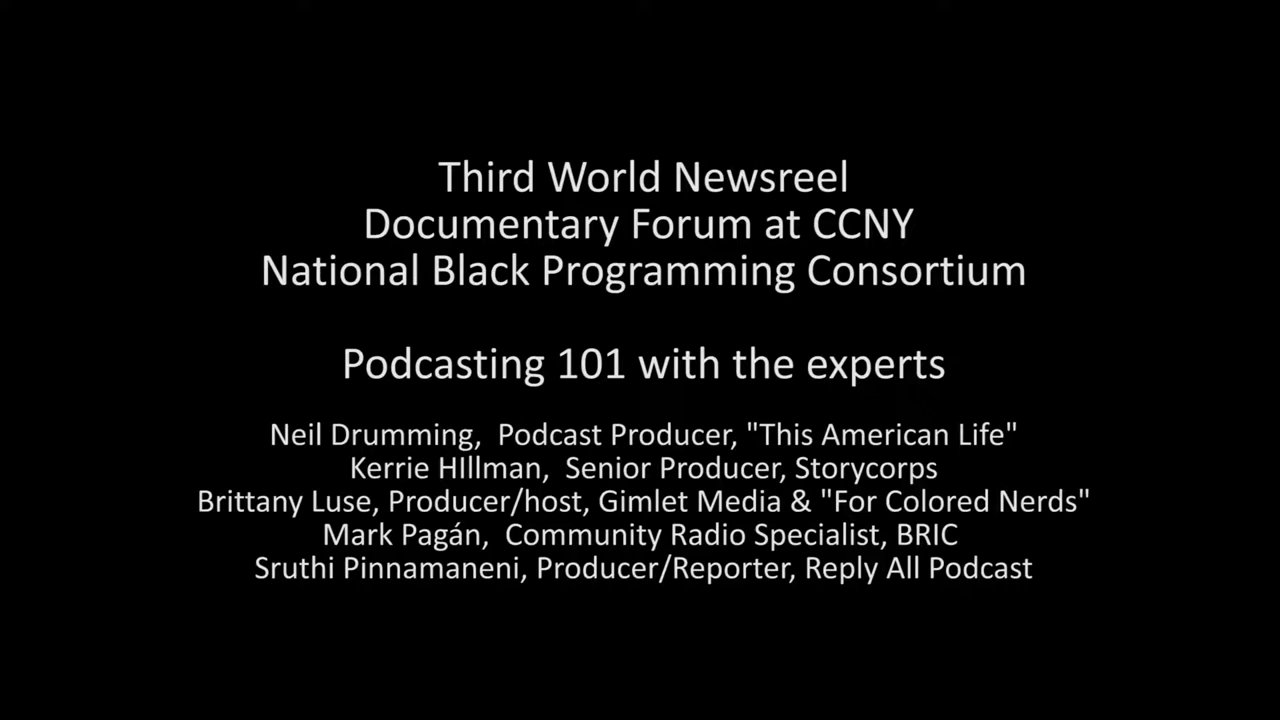 Third World Newsreel
Documentary Forum at CCNY
National Black Programming Consortium
Podcasting 101 with the experts
Neil Drumming,  Podcast Producer, "This American Life"
Kerrie HIllman,  Senior Producer, Storycorps
Brittany Luse, Producer/host, Gimlet Media & "For Colored Nerds"
Mark Pagán,  Community Radio Specialist, BRIC
Sruthi Pinnamaneni, Producer/Reporter, Reply All Podcast